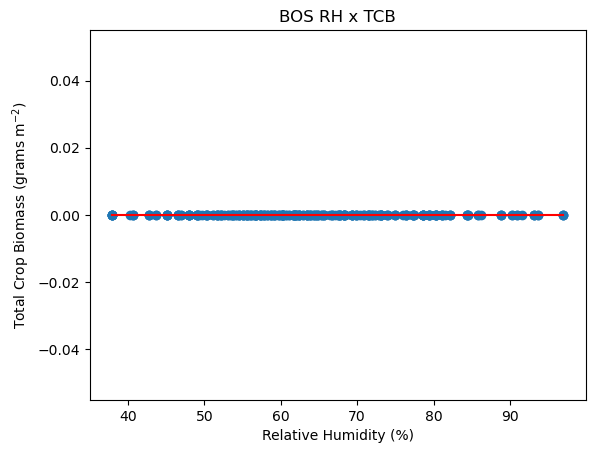 BOS RH x TCB
Total Crop Biomass (grams m⁻²)
0.04
0.02
0.00
−0.02
−0.04
40 50 60 70 80 90
Relative Humidity (%)